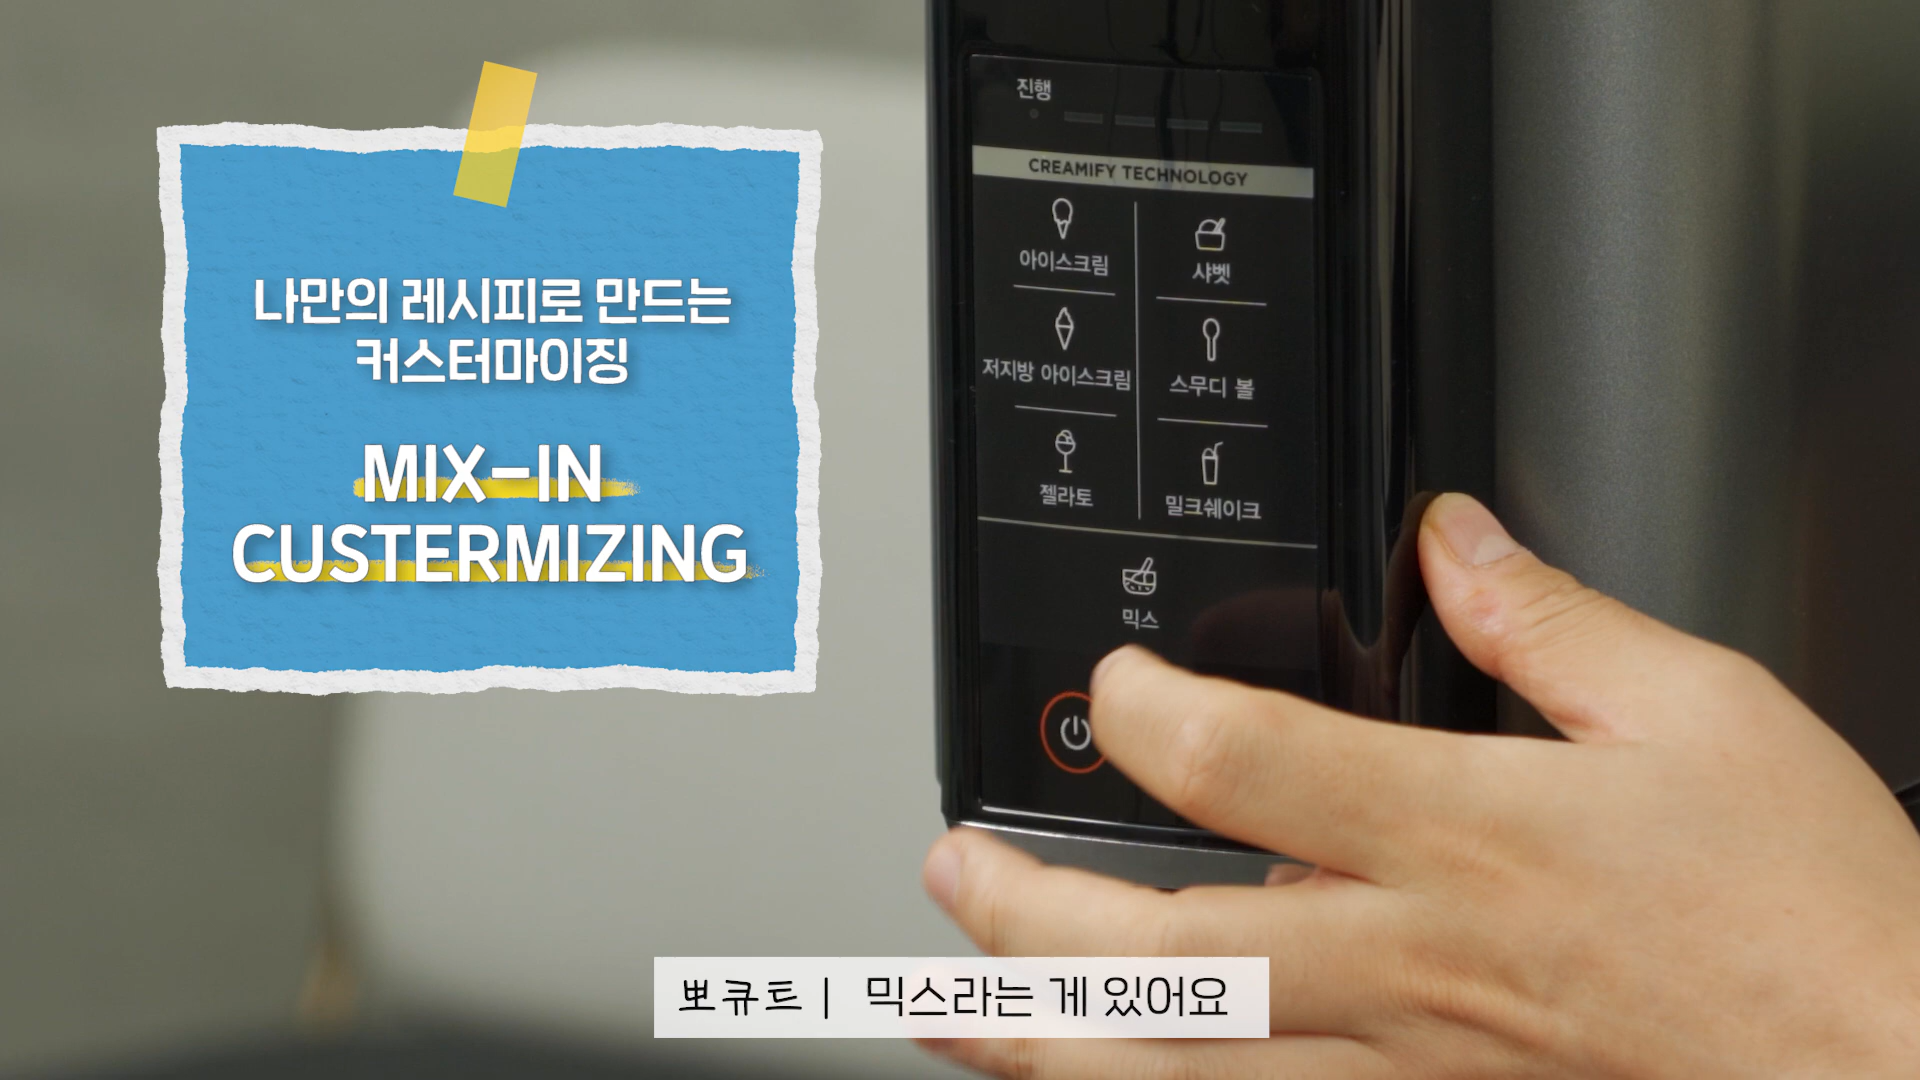 나만의 레시피로 만드는
커스터마이징
MIX-IN
CUSTERMIZING
진행
CREAMIFY TECHNOLOGY
아이스크림
샤벳
저지방 아이스크림
스무디 볼
젤라토
밀크쉐이크
믹스
뽀큐트 | 믹스라는 게 있어요